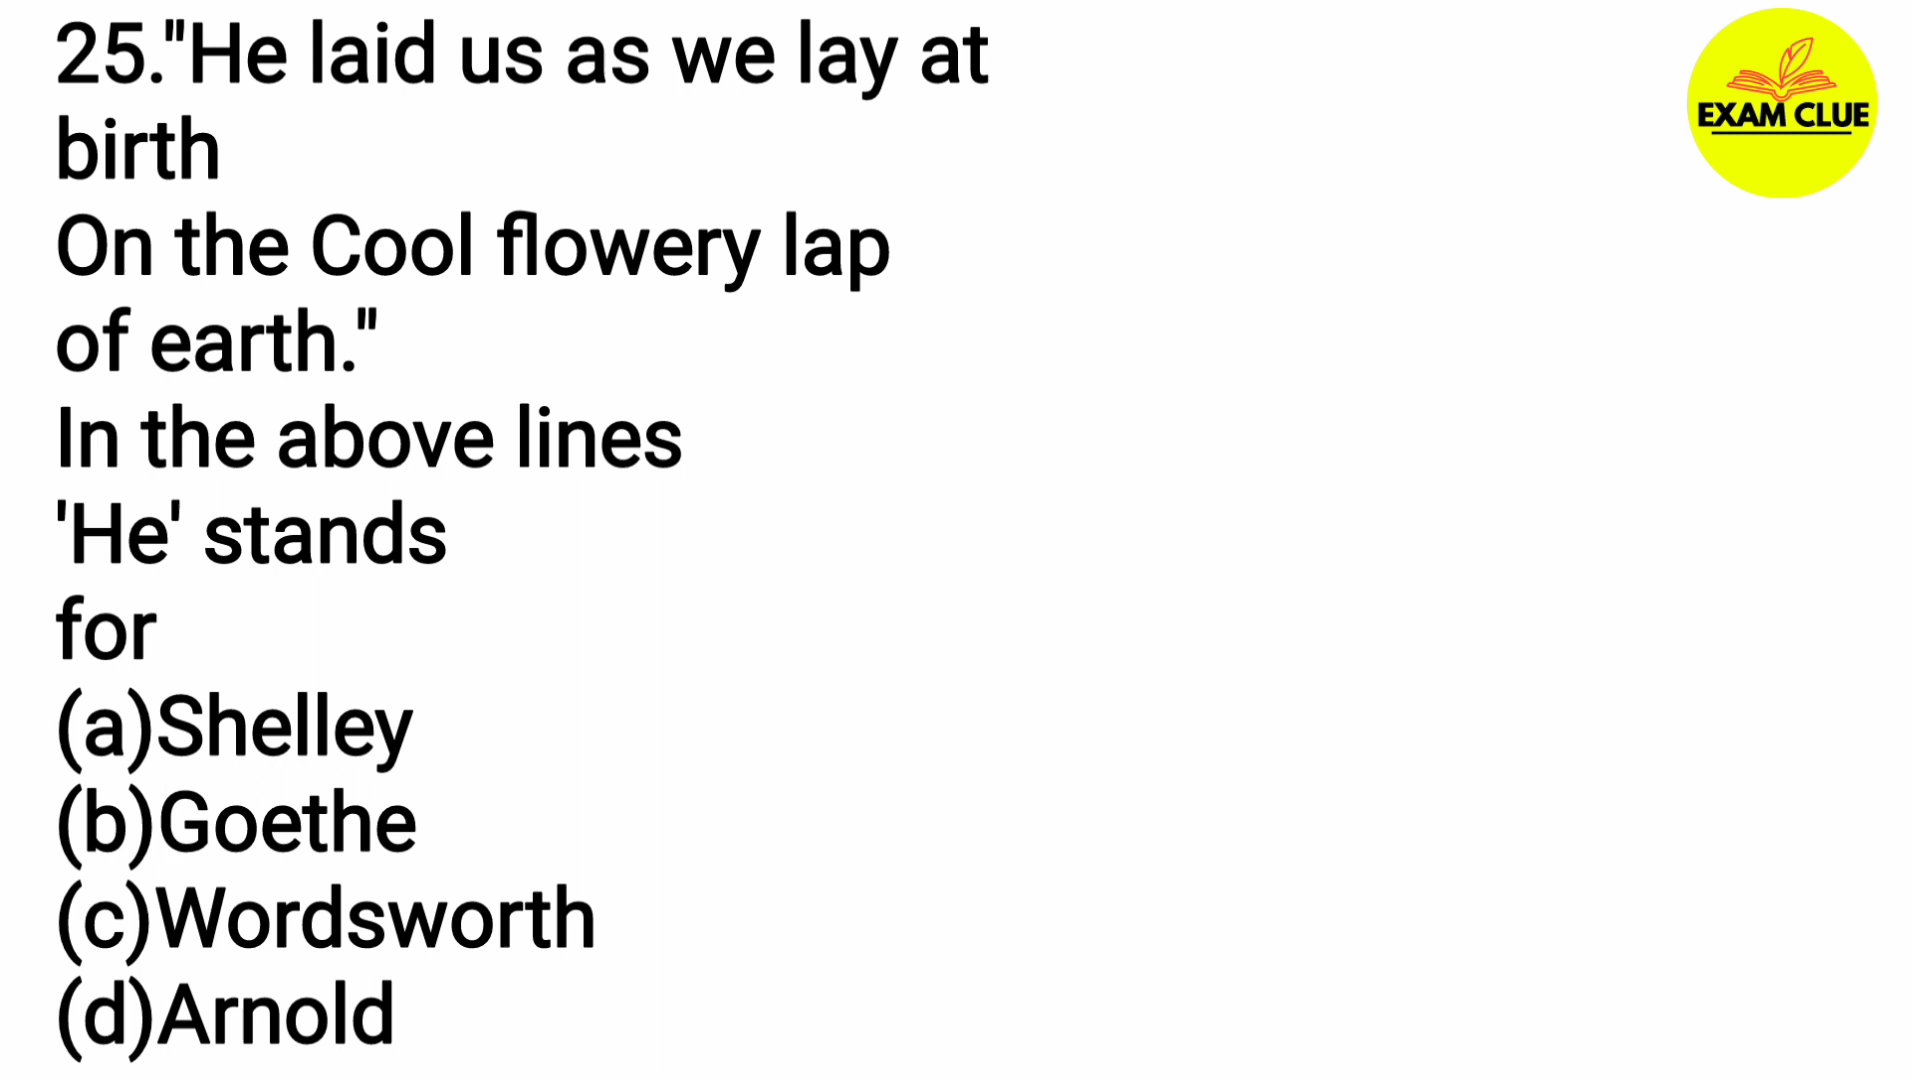 25."He laid us as we lay at
birth
On the Cool flowery lap
of earth."
In the above lines
'He' stands
for
(a)Shelley
(b)Goethe
(c)Wordsworth
(d)Arnold
EXAM CLUE